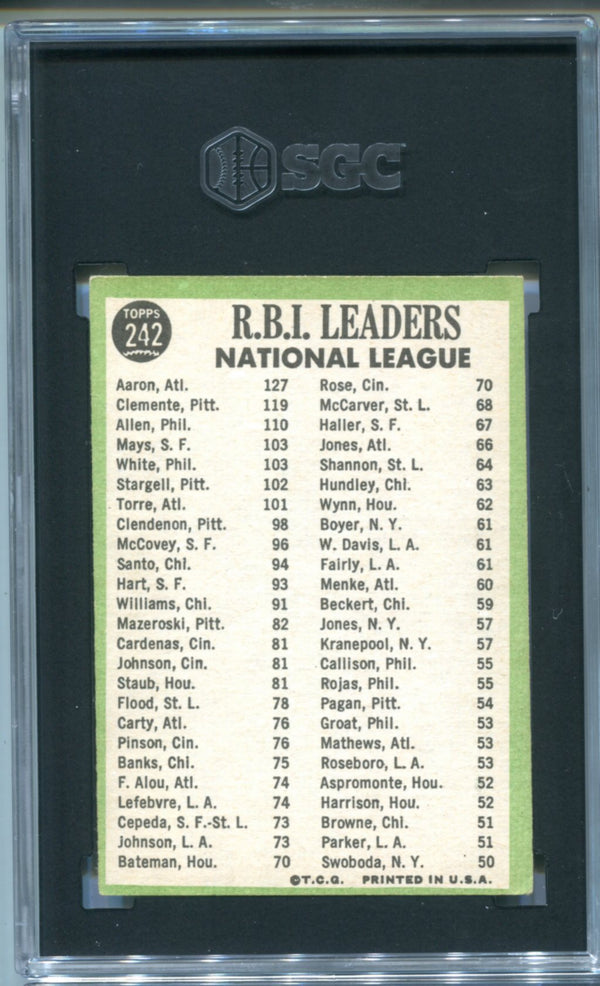 SGC
TOPPS
242
R.B.I. LEADERS
NATIONAL LEAGUE
Aaron, Atl. 127
Clemente, Pitt. 119
Allen, Phil. 110
Mays, S. F. 103
White, Phil. 103
Stargell, Pitt. 102
Torre, Atl. 101
Clendenon, Pitt. 98
McCovey, S. F. 96
Santo, Chi. 94
Hart, S. F. 93
Williams, Chi. 91
Mazeroski, Pitt. 82
Cardenas, Cin. 81
Johnson, Cin. 81
Staub, Hou. 81
Flood, St. L. 78
Carty, Atl. 76
Pinson, Cin. 76
Banks, Chi. 75
F. Alou, Atl. 74
Lefebvre, L. A. 74
Cepeda, S. F.-St. L. 73
Johnson, L. A. 73
Bateman, Hou. 70
Rose, Cin. 70
McCarver, St. L. 68
Haller, S. F. 67
Jones, Atl. 66
Shannon, St. L. 64
Hundley, Chi. 63
Wynn, Hou. 62
Boyer, N. Y. 61
W. Davis, L. A. 61
Fairly, L. A. 61
Menke, Atl. 60
Beckert, Chi. 59
Jones, N. Y. 57
Kranepool, N. Y. 57
Callison, Phil. 55
Rojas, Phil. 55
Pagan, Pitt. 54
Groat, Phil. 53
Mathews, Atl. 53
Roseboro, L. A. 53
Aspromonte, Hou. 52
Harrison, Hou. 52
Browne, Chi. 51
Parker, L. A. 51
Swoboda, N. Y. 50
©T.C.G. PRINTED IN U.S.A.